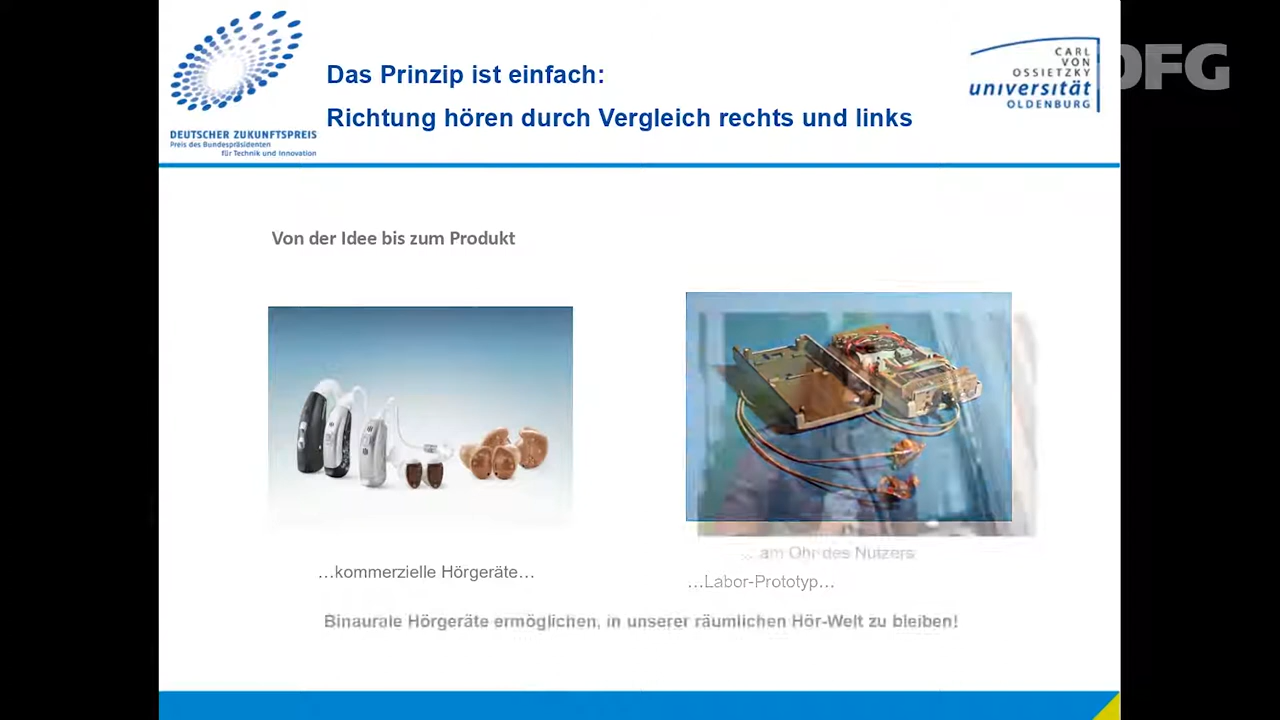 DEUTSCHER ZUKUNFTSPREIS
Preis des Bundespräsidenten
für Technik und Innovation
Das Prinzip ist einfach:
Richtung hören durch Vergleich rechts und links
CARL
VON
OSSIETZKY
universität
OLDENBURG
DFG
Von der Idee bis zum Produkt
... am Ohr des Nutzers
…kommerzielle Hörgeräte…
…Labor-Prototyp…
Binaurale Hörgeräte ermöglichen, in unserer räumlichen Hör-Welt zu bleiben!